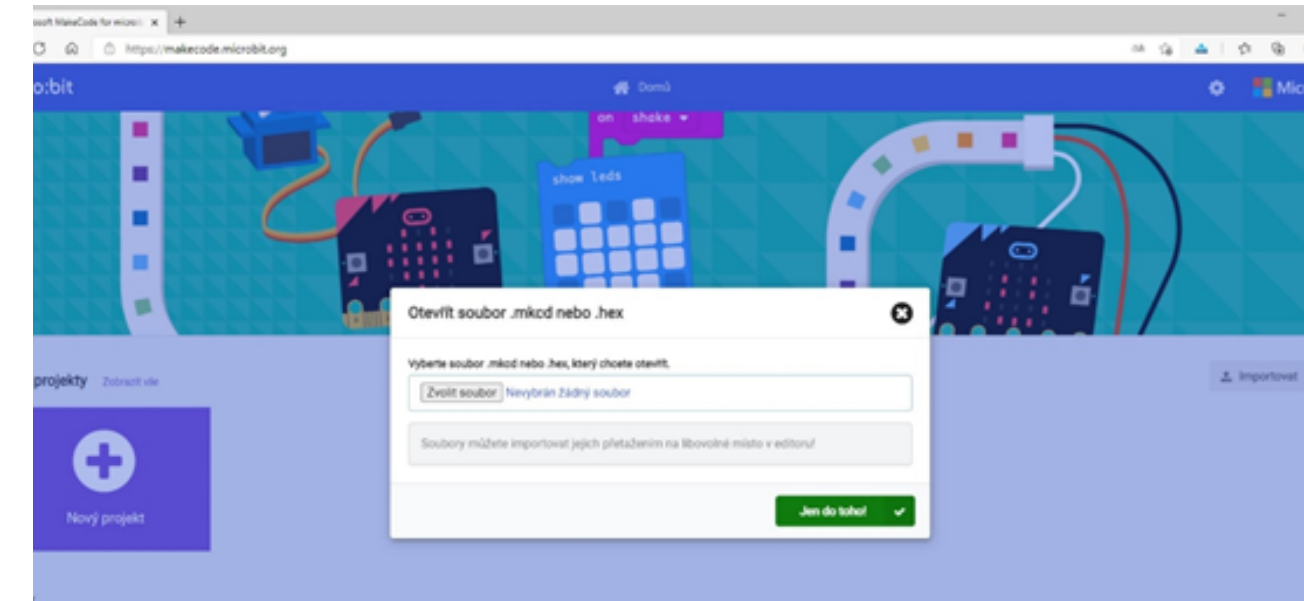 osoft MakeCode for micro:b
https://makecode.microbit.org
o:bit
Domů
Micr
on shake
show leds
projekty Zobrazit vše
Importovat
Nový projekt
Otevřít soubor .mkcd nebo .hex
Vyberte soubor .mkcd nebo .hex, který chcete otevřít.
Zvolit soubor Nevybrán žádný soubor
Soubory můžete importovat jejich přetažením na libovolné místo v editoru!
Jen do toho!